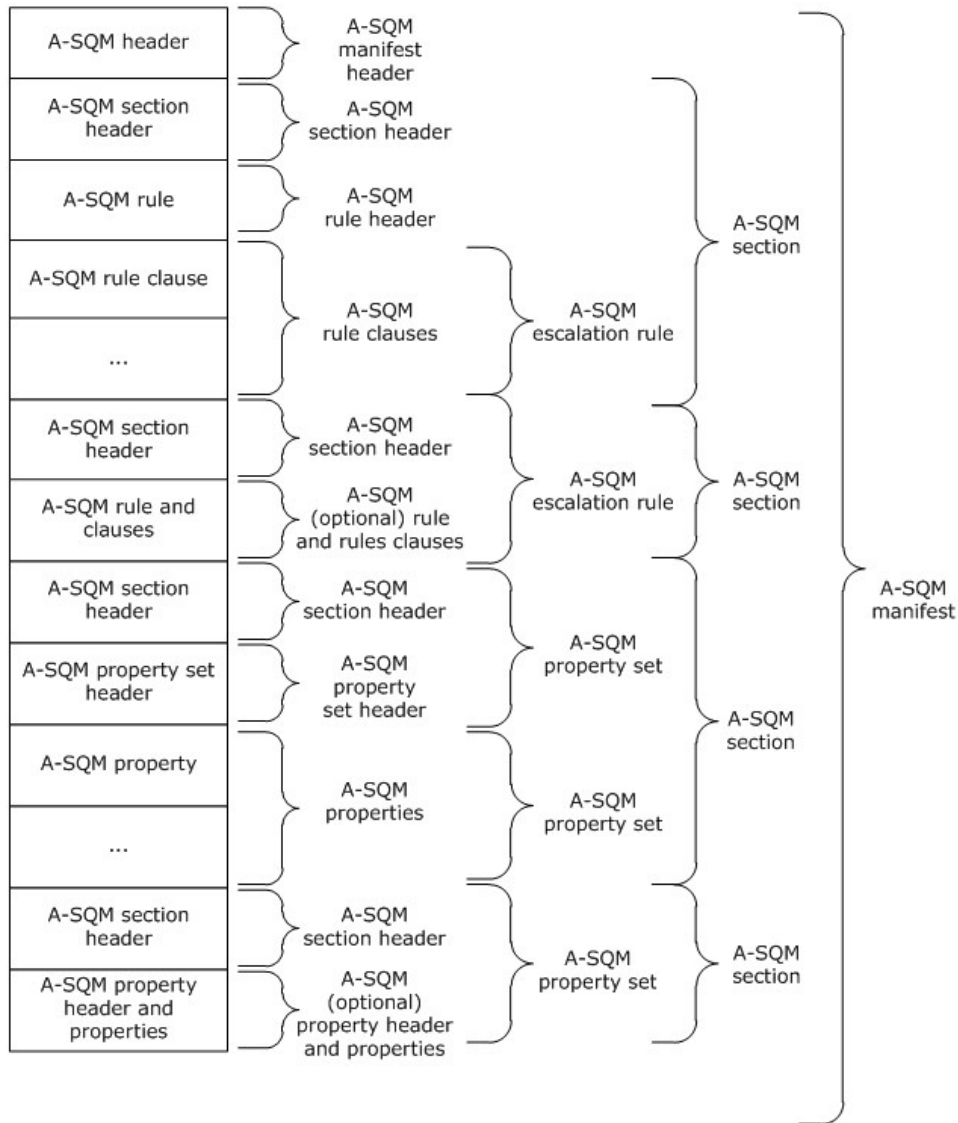 A-SQM header
A-SQM section
header
A-SQM rule
A-SQM rule clause
...
A-SQM section
header
A-SQM rule and
clauses
A-SQM section
header
A-SQM property set
header
A-SQM property
...
A-SQM section
header
A-SQM property
header and
properties
A-SQM
manifest
header
A-SQM
section header
A-SQM
rule header
A-SQM
rule clauses
A-SQM
section header
A-SQM
(optional) rule
and rules clauses
A-SQM
section header
A-SQM
property
set header
A-SQM
properties
A-SQM
section header
A-SQM
(optional)
property header
and properties
A-SQM
escalation rule
A-SQM
escalation rule
A-SQM
property set
A-SQM
property set
A-SQM
property set
A-SQM
section
A-SQM
section
A-SQM
section
A-SQM
section
A-SQM
manifest